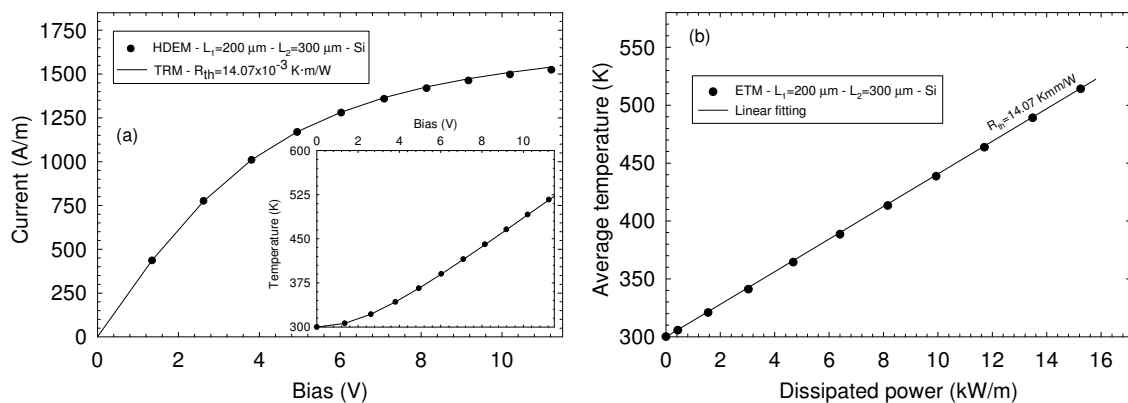 1750
1500
1250
1000
750
500
250
0
Current (A/m)
HDEM - L₁=200 μm - L₂=300 μm - Si
TRM - Rth=14.07x10⁻³ K·m/W
(a)
Bias (V)
0 2 4 6 8 10
600
525
450
375
300
Temperature (K)
0 2 4 6 8 10
Bias (V)
(b)
550
500
450
400
350
300
Average temperature (K)
ETM - L₁=200 μm - L₂=300 μm - Si
Linear fitting
Rth=14.07 Kmm/W
0 2 4 6 8 10 12 14 16
Dissipated power (kW/m)